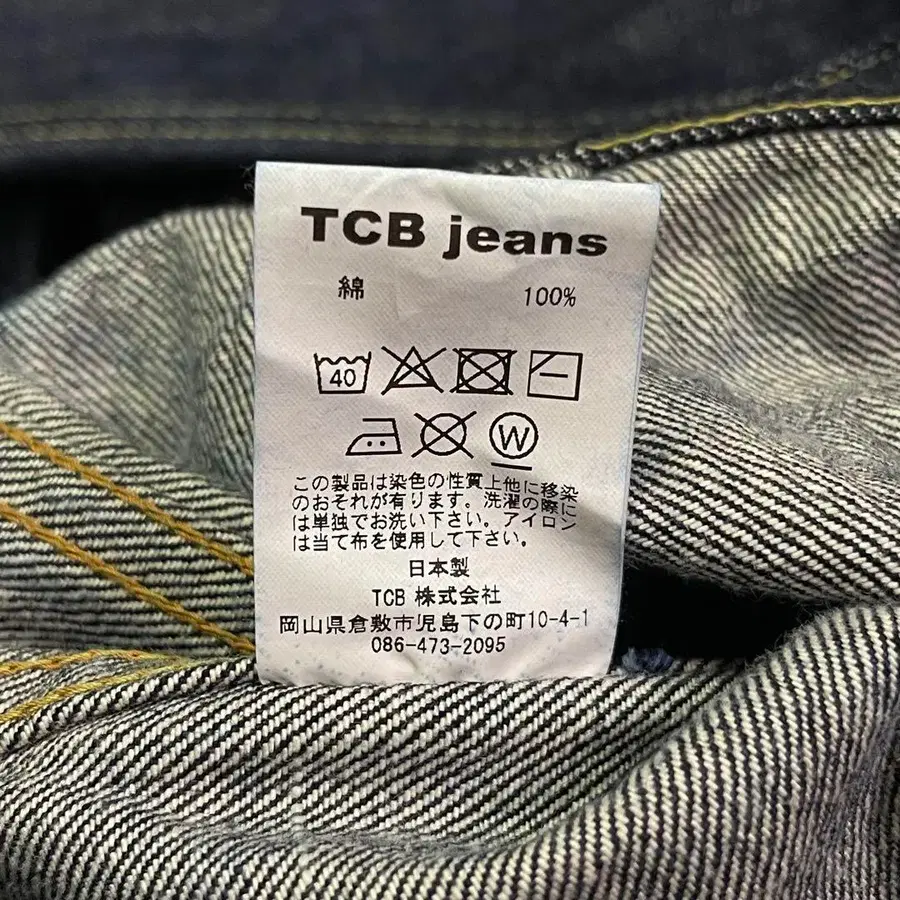 TCB jeans
綿 100%
40
W
この製品は染色の性質上他に移染
のおそれが有ります。洗濯の際に
は単独でお洗い下さい。アイロン
は当て布を使用して下さい。
日本製
TCB 株式会社
岡山県倉敷市児島下の町10-4-1
086-473-2095